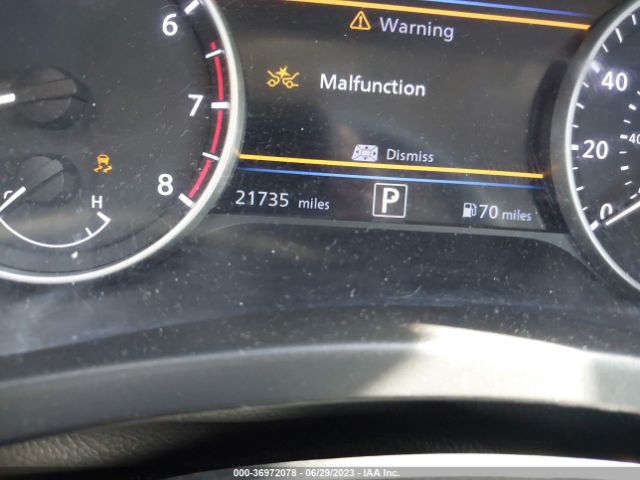 6
7
8
C
H
Warning
Malfunction
Dismiss
21735 miles
P
70 miles
40
40
20
0
000-36972078 - 06/29/2023 - IAA Inc.